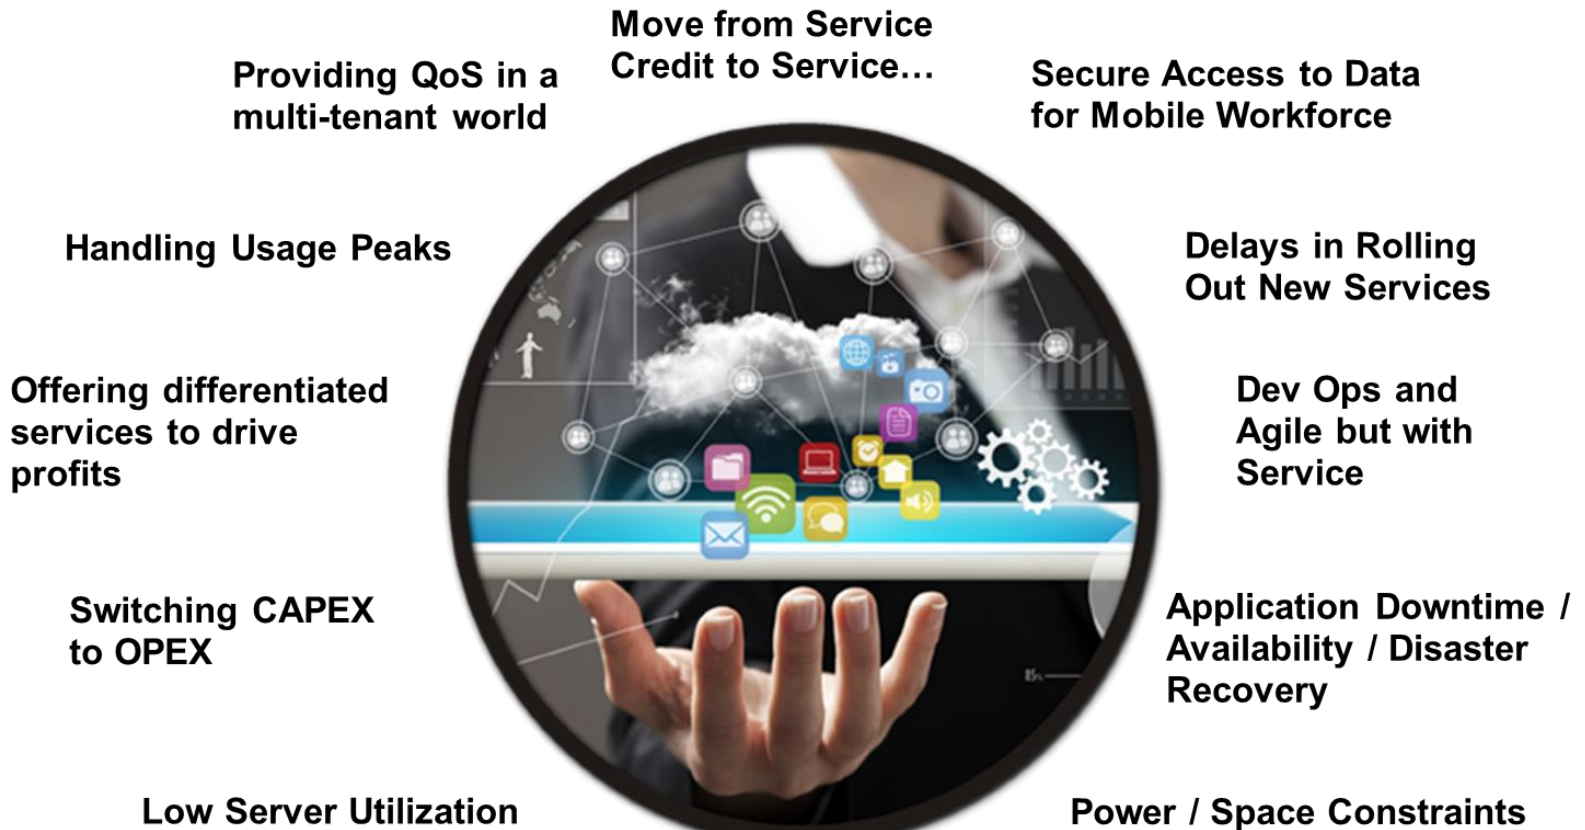 Move from Service
Credit to Service…
Providing QoS in a
multi-tenant world
Secure Access to Data
for Mobile Workforce
Handling Usage Peaks
Delays in Rolling
Out New Services
Offering differentiated
services to drive
profits
Dev Ops and
Agile but with
Service
Switching CAPEX
to OPEX
Application Downtime /
Availability / Disaster
Recovery
85%
Low Server Utilization
Power / Space Constraints